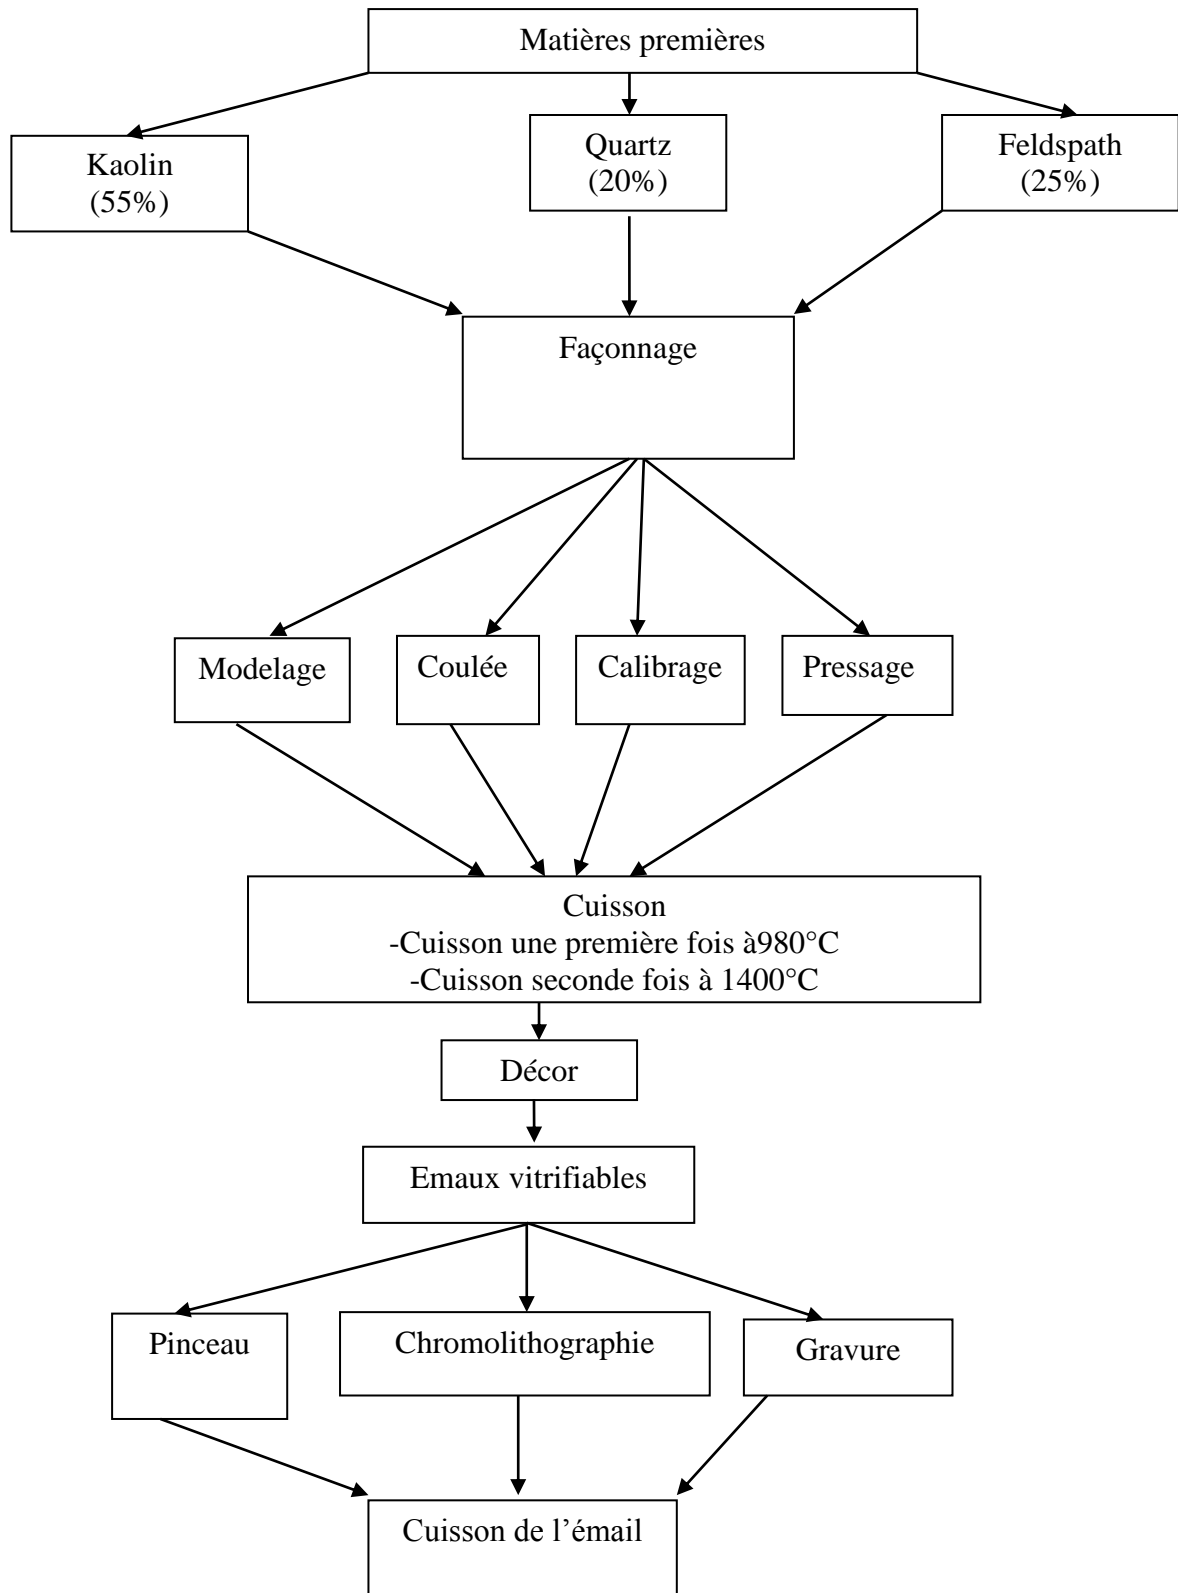 Matières premières
Kaolin
(55%)
Quartz
(20%)
Feldspath
(25%)
Façonnage
Modelage
Coulée
Calibrage
Pressage
Cuisson
-Cuisson une première fois à980°C
-Cuisson seconde fois à 1400°C
Décor
Emaux vitrifiables
Pinceau
Chromolithographie
Gravure
Cuisson de l’émail